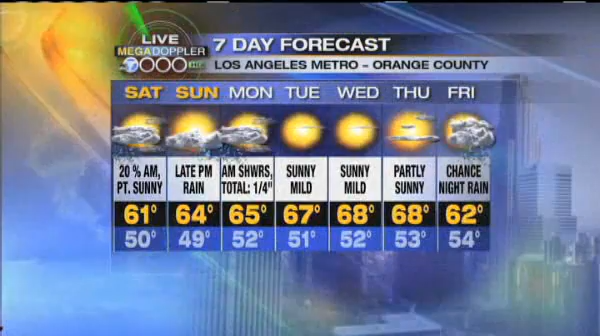 LIVE
MEGADOPPLER
7000 HD
7 DAY FORECAST
LOS ANGELES METRO - ORANGE COUNTY
SAT SUN MON TUE WED THU FRI
20 % AM, LATE PM AM SHWRS, SUNNY SUNNY PARTLY CHANCE
PT. SUNNY RAIN TOTAL: 1/4" MILD MILD SUNNY NIGHT RAIN
61° 64° 65° 67° 68° 68° 62°
50° 49° 52° 51° 52° 53° 54°